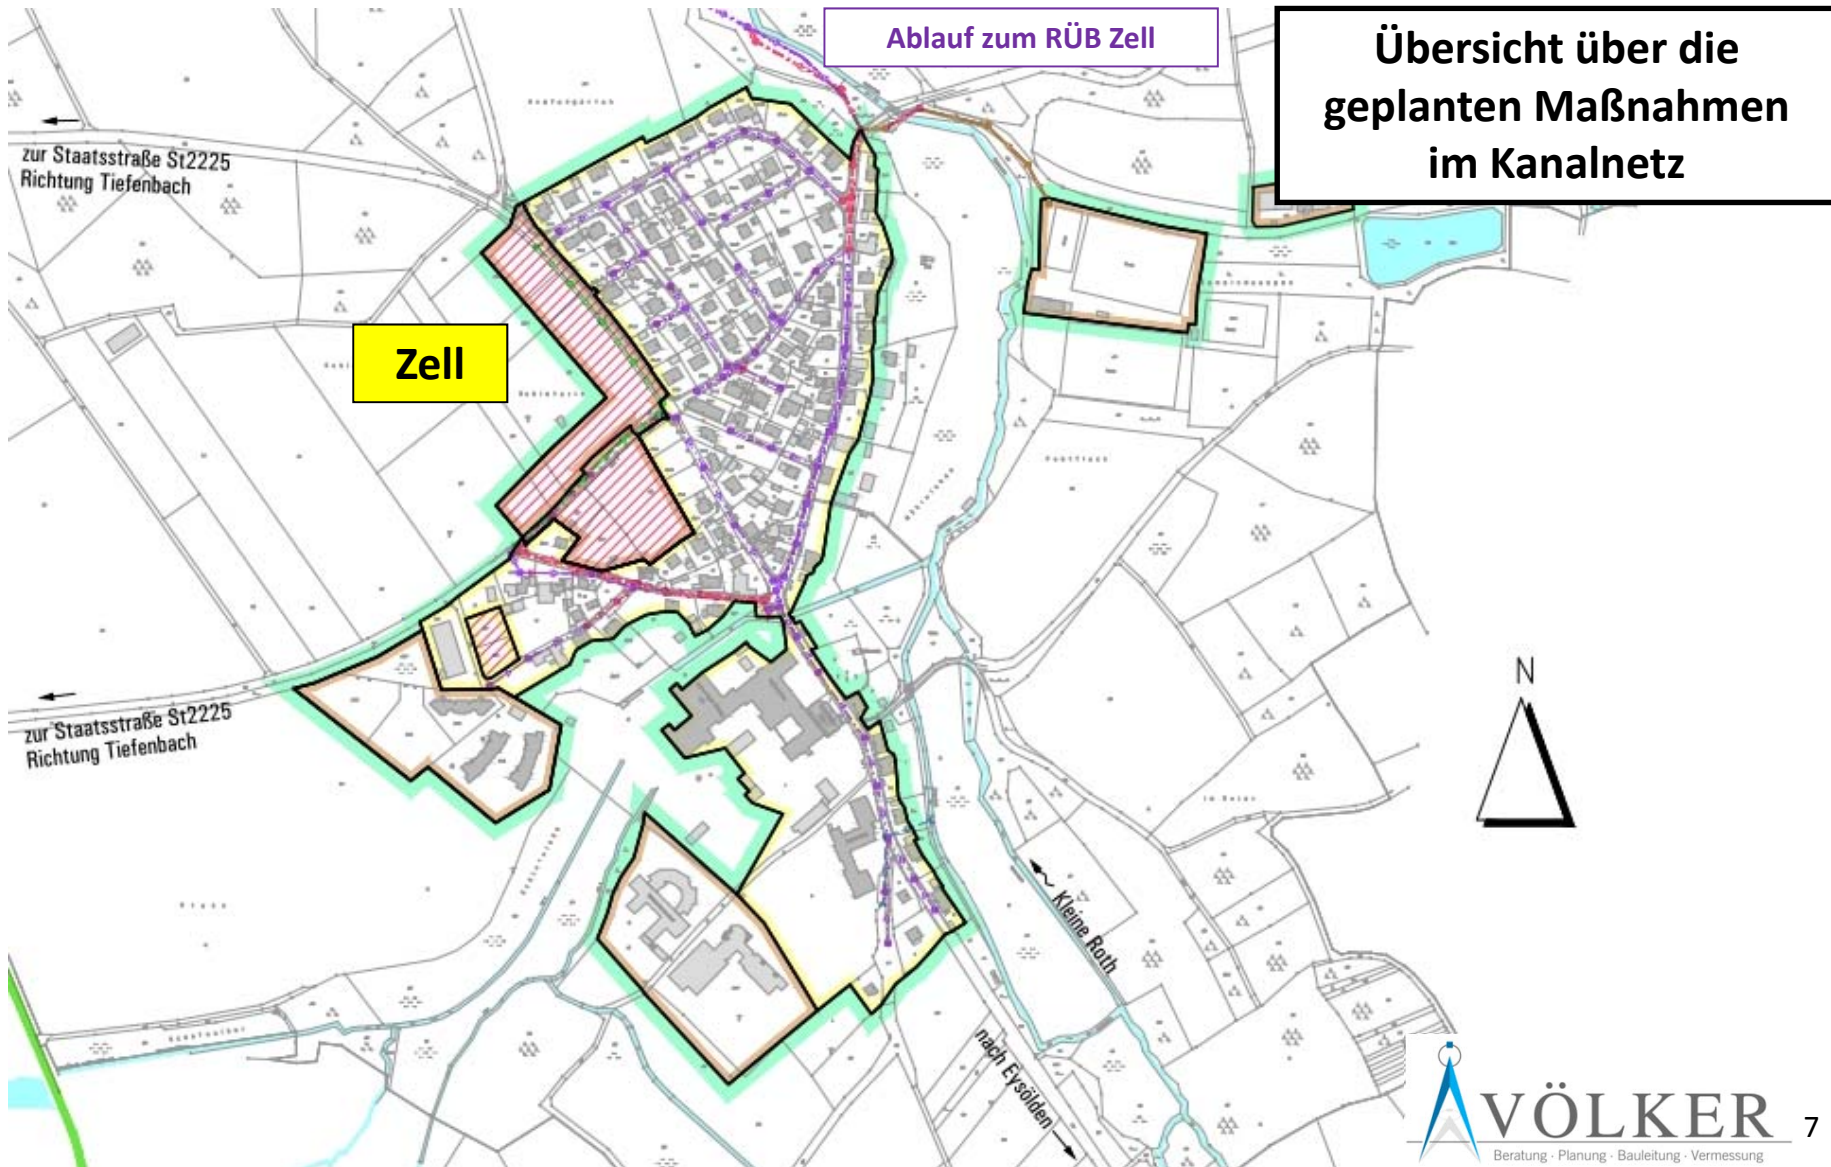 Ablauf zum RÜB Zell
Übersicht über die
geplanten Maßnahmen
im Kanalnetz
zur Staatsstraße St2225
Richtung Tiefenbach
Zell
zur Staatsstraße St2225
Richtung Tiefenbach
N
Kleine Roth
nach Eysölden
VÖLKER
Beratung · Planung · Bauleitung · Vermessung
7